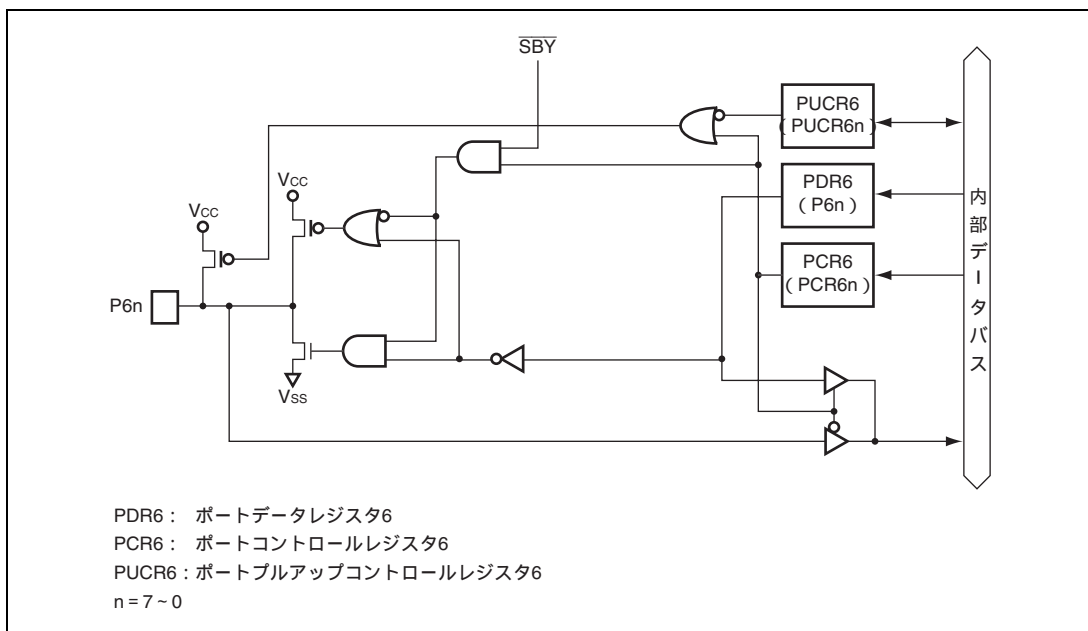 SBY
PUCR6
(PUCR6n)
PDR6
(P6n)
PCR6
(PCR6n)
内部データバス
VCC
VCC
P6n
VSS
PDR6： ポートデータレジスタ6
PCR6： ポートコントロールレジスタ6
PUCR6：ポートプルアップコントロールレジスタ6
n = 7 ~ 0